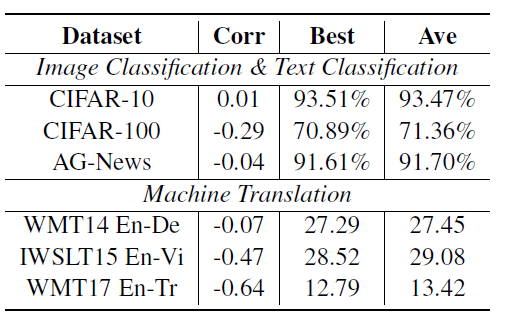 Dataset Corr Best Ave
Image Classification & Text Classification
CIFAR-10 0.01 93.51% 93.47%
CIFAR-100 -0.29 70.89% 71.36%
AG-News -0.04 91.61% 91.70%
Machine Translation
WMT14 En-De -0.07 27.29 27.45
IWSLT15 En-Vi -0.47 28.52 29.08
WMT17 En-Tr -0.64 12.79 13.42